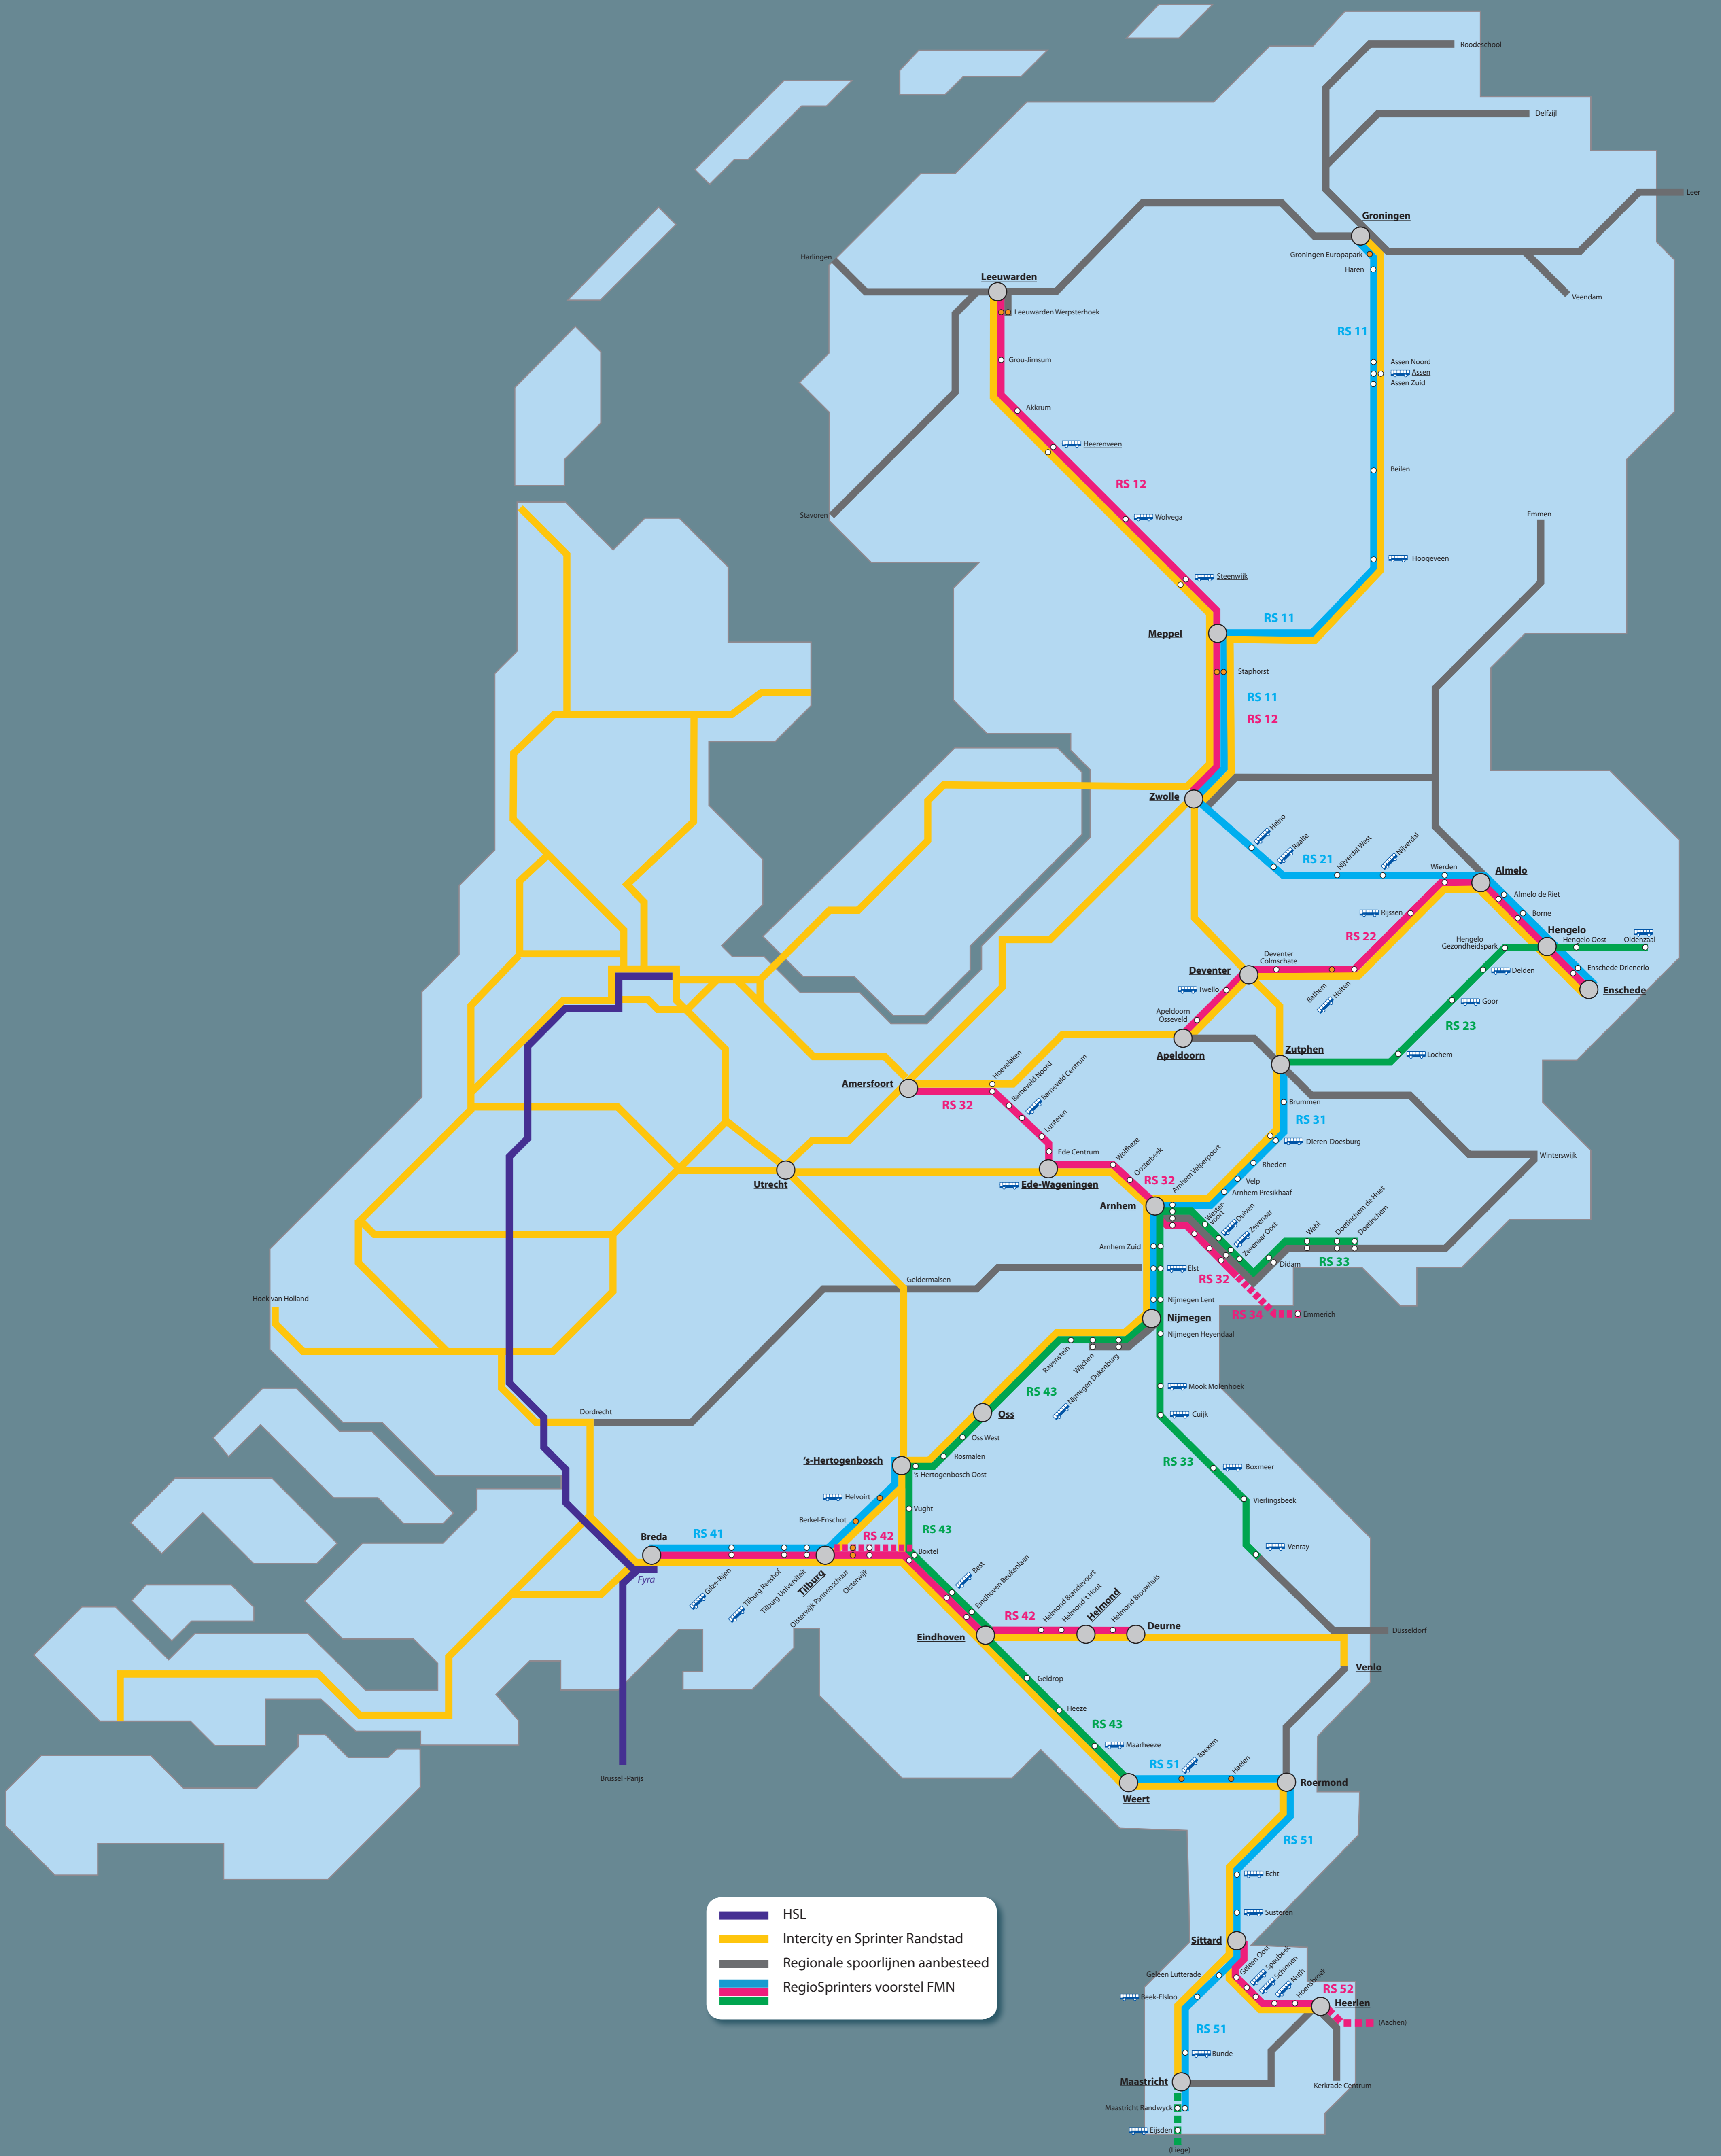 Roodeschool
Delfzijl
Leer
Groningen
Groningen Europapark
Haren
Harlingen
Leeuwarden
Veendam
Leeuwarden Werpsterhoek
RS 11
Grou-Jirnsum
Assen Noord
Assen
Assen Zuid
Akkrum
Heerenveen
Beilen
RS 12
Stavoren
Wolvega
Emmen
Hoogeveen
Steenwijk
RS 11
Meppel
Staphorst
RS 11
RS 12
Zwolle
Heino
Raalte
RS 21
Nijverdal West
Nijverdal
Wierden
Almelo
Almelo de Riet
Rijssen
Borne
Hengelo
RS 22
Hengelo
Gezondheidspark
Hengelo Oost
Oldenzaal
Deventer
Colmschate
Deventer
Bathem
Holten
Delden
Enschede Drienerlo
Enschede
Twello
Goor
Apeldoorn
Osseveld
RS 23
Apeldoorn
Zutphen
Lochem
Amersfoort
RS 32
Hoevelaken
Barneveld Noord
Barneveld Centrum
Lunteren
Brummen
RS 31
Ede Centrum
Dieren-Doesburg
Wolfheze
Oosterbeek
Winterswijk
Utrecht
Ede-Wageningen
RS 32
Arnhem Velperpoort
Rheden
Velp
Arnhem Presikhaaf
Arnhem
Wester-
voort
Duiven
Zevenaar
Zevenaar Oost
Wehl
Doetinchem de Huet
Doetinchem
Arnhem Zuid
Didam
RS 33
Elst
RS 32
Geldermalsen
Hoek van Holland
Nijmegen Lent
RS 34
Emmerich
Nijmegen
Nijmegen Heyendaal
Ravenstein
Wijchen
Nijmegen Dukenburg
RS 43
Mook Molenhoek
Dordrecht
Oss
Cuijk
Oss West
Rosmalen
's-Hertogenbosch
's-Hertogenbosch Oost
RS 33
Boxmeer
Helvoirt
Vierlingsbeek
Vught
Berkel-Enschot
RS 41
RS 42
RS 43
Breda
Venray
Boxtel
Fyra
Gilze-Rijen
Tilburg Reeshof
Tilburg Universiteit
Tilburg
Oisterwijk Pannenschuur
Oisterwijk
Best
Eindhoven Beukenlaan
RS 42
Helmond Brandevoort
Helmond 't Hout
Helmond
Helmond Brouwhuis
Deurne
Eindhoven
Düsseldorf
Venlo
Geldrop
Heeze
RS 43
Maarheeze
RS 51
Baexem
Haelen
Brussel -Parijs
Weert
Roermond
RS 51
Echt
Susteren
HSL
Intercity en Sprinter Randstad
Regionale spoorlijnen aanbesteed
RegioSprinters voorstel FMN
Sittard
Geleen Oost
Spaubeek
Schinnen
Nuth
Hoensbroek
Geleen Lutterade
RS 52
Beek-Elsloo
Heerlen
(Aachen)
RS 51
Bunde
Maastricht
Kerkrade Centrum
Maastricht Randwyck
Eijsden
(Liege)